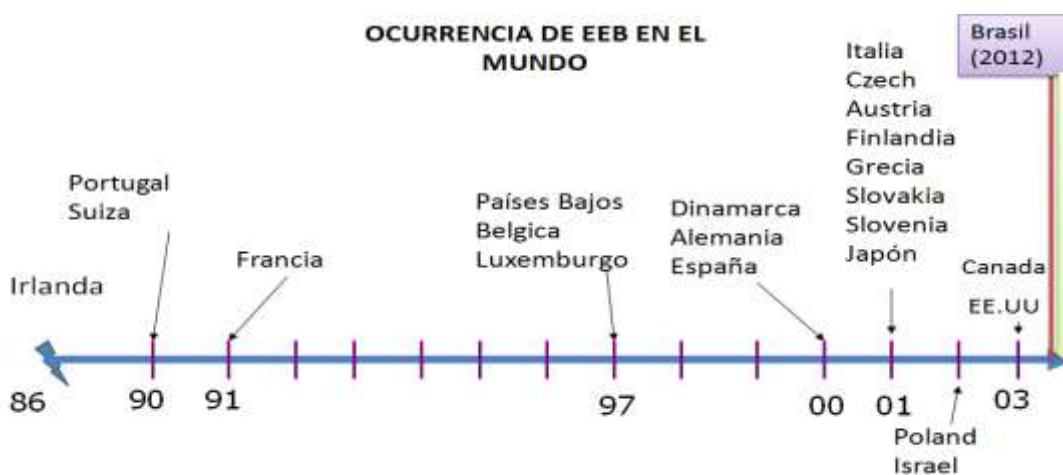 OCURRENCIA DE EEB EN EL
MUNDO
Brasil
(2012)
Italia
Czech
Austria
Finlandia
Grecia
Slovakia
Slovenia
Japón
Portugal
Suiza
Países Bajos
Belgica
Luxemburgo
Dinamarca
Alemania
España
Francia
Irlanda
Canada
EE.UU
86
90
91
97
00
01
03
Poland
Israel